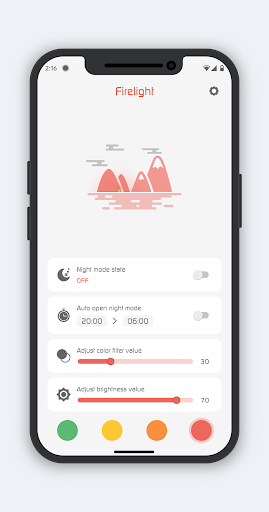 2:16
Firelight
Night mode state
OFF
Auto open night mode
20:00 > 06:00
Adjust color filter value
30
Adjust brightness value
70